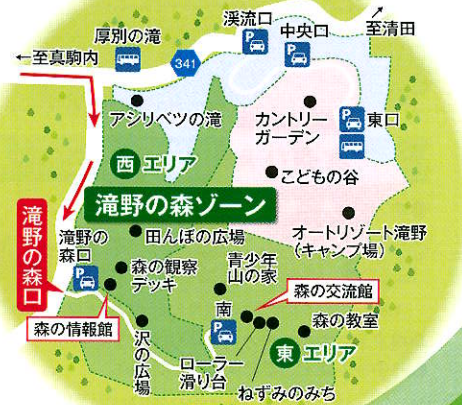 渓流口
中央口
至清田
厚別の滝
←至真駒内
341
P
P
アシリベツの滝
カントリー
ガーデン
P
東口
西 エリア
こどもの谷
滝野の森ゾーン
オートリゾート滝野
(キャンプ場)
滝野の森口
滝野の
森口
P
田んぼの広場
森の観察
デッキ
青少年
山の家
森の交流館
森の情報館
南
P
森の教室
沢の広場
ローラー
滑り台
東 エリア
ねずみのみち